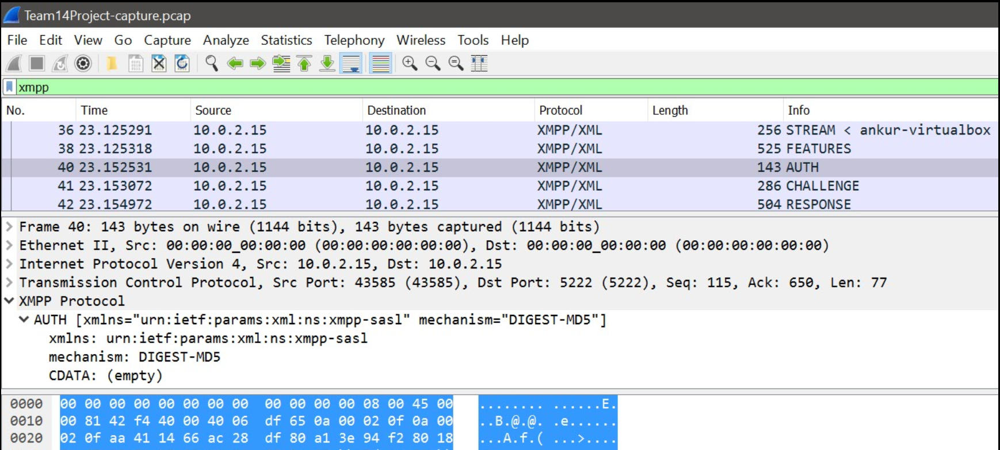 Team14Project-capture.pcap
File Edit View Go Capture Analyze Statistics Telephony Wireless Tools Help
xmpp
No. Time Source Destination Protocol Length Info
36 23.125291 10.0.2.15 10.0.2.15 XMPP/XML 256 STREAM < ankur-virtualbox
38 23.125318 10.0.2.15 10.0.2.15 XMPP/XML 525 FEATURES
40 23.152531 10.0.2.15 10.0.2.15 XMPP/XML 143 AUTH
41 23.153072 10.0.2.15 10.0.2.15 XMPP/XML 286 CHALLENGE
42 23.154972 10.0.2.15 10.0.2.15 XMPP/XML 504 RESPONSE
Frame 40: 143 bytes on wire (1144 bits), 143 bytes captured (1144 bits)
Ethernet II, Src: 00:00:00_00:00:00 (00:00:00:00:00:00), Dst: 00:00:00_00:00:00 (00:00:00:00:00:00)
Internet Protocol Version 4, Src: 10.0.2.15, Dst: 10.0.2.15
Transmission Control Protocol, Src Port: 43585 (43585), Dst Port: 5222 (5222), Seq: 115, Ack: 650, Len: 77
XMPP Protocol
AUTH [xmlns="urn:ietf:params:xml:ns:xmpp-sasl" mechanism="DIGEST-MD5"]
xmlns: urn:ietf:params:xml:ns:xmpp-sasl
mechanism: DIGEST-MD5
CDATA: (empty)
0000 00 00 00 00 00 00 00 00 00 00 00 00 08 00 45 00 ........ ......E.
0010 00 81 42 f4 40 00 40 06 df 65 0a 00 02 0f 0a 00 ..B.@.@. .e......
0020 02 0f aa 41 14 66 ac 28 df 80 a1 3e 94 f2 80 18 ...A.f.( ...>....